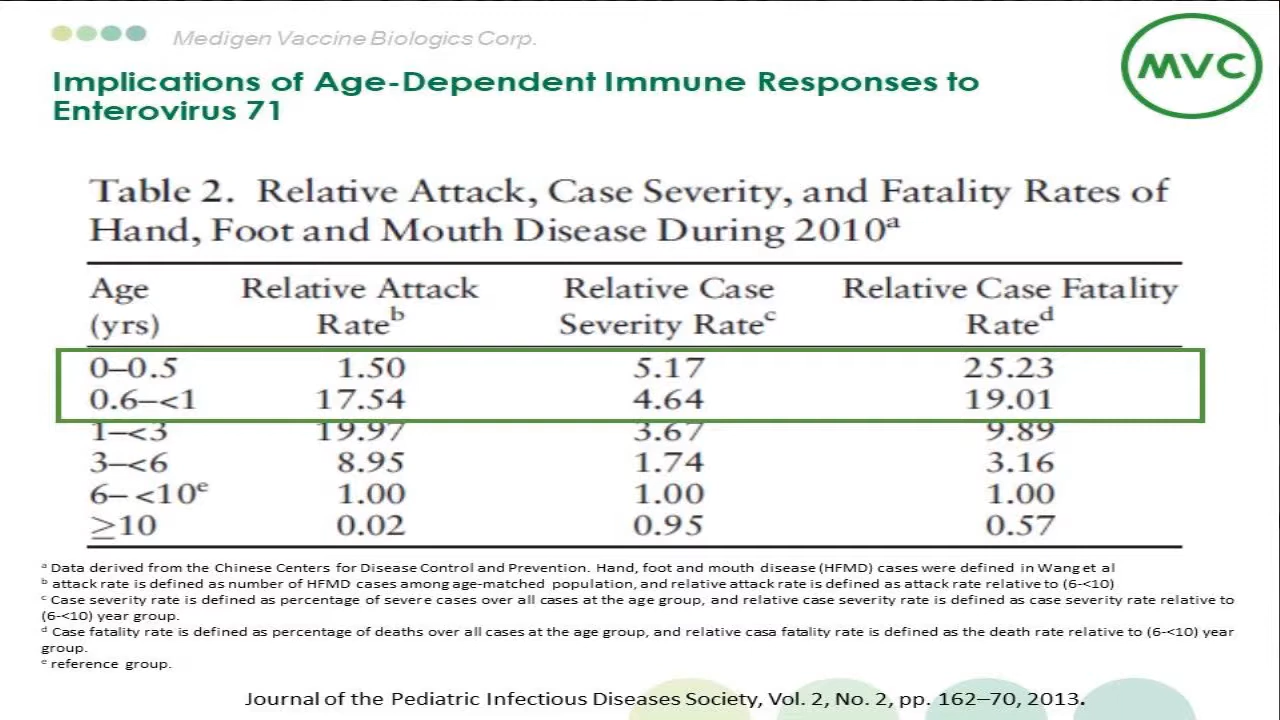 Medigen Vaccine Biologics Corp.
MVC
Implications of Age-Dependent Immune Responses to
Enterovirus 71
Table 2. Relative Attack, Case Severity, and Fatality Rates of
Hand, Foot and Mouth Disease During 2010ᵃ
Age (yrs) Relative Attack Rateᵇ Relative Case Severity Rateᶜ Relative Case Fatality Rateᵈ
0–0.5 1.50 5.17 25.23
0.6–<1 17.54 4.64 19.01
1–<3 19.97 3.67 9.89
3–<6 8.95 1.74 3.16
6– <10ᵉ 1.00 1.00 1.00
≥10 0.02 0.95 0.57
ᵃ Data derived from the Chinese Centers for Disease Control and Prevention. Hand, foot and mouth disease (HFMD) cases were defined in Wang et al
ᵇ attack rate is defined as number of HFMD cases among age-matched population, and relative attack rate is defined as attack rate relative to (6-<10)
ᶜ Case severity rate is defined as percentage of severe cases over all cases at the age group, and relative case severity rate is defined as case severity rate relative to
(6-<10) year group.
ᵈ Case fatality rate is defined as percentage of deaths over all cases at the age group, and relative casa fatality rate is defined as the death rate relative to (6-<10) year
group.
ᵉ reference group.
Journal of the Pediatric Infectious Diseases Society, Vol. 2, No. 2, pp. 162–70, 2013.